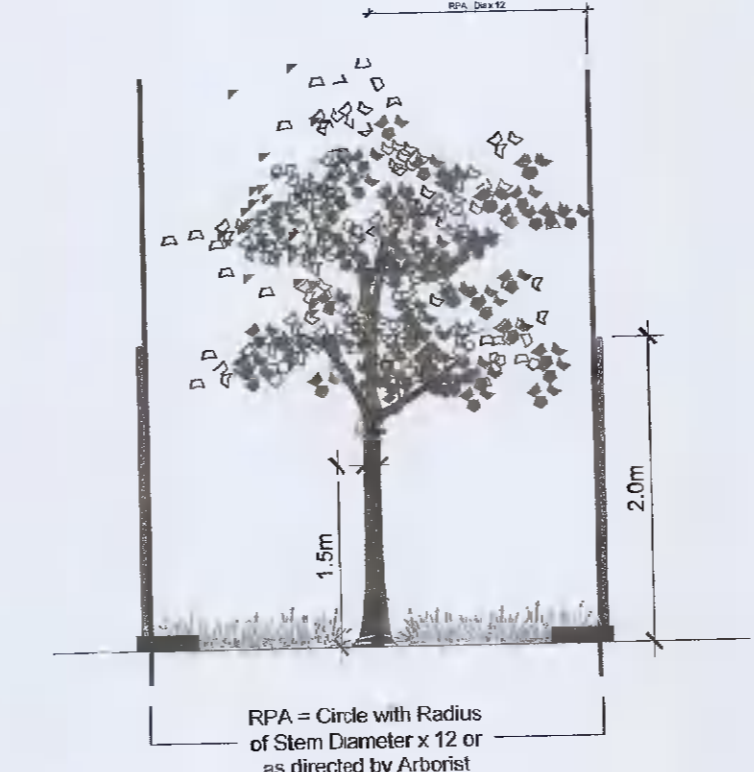 RPA Dia x 12
2.0m
1.5m
RPA = Circle with Radius
of Stem Diameter x 12 or
as directed by Arborist